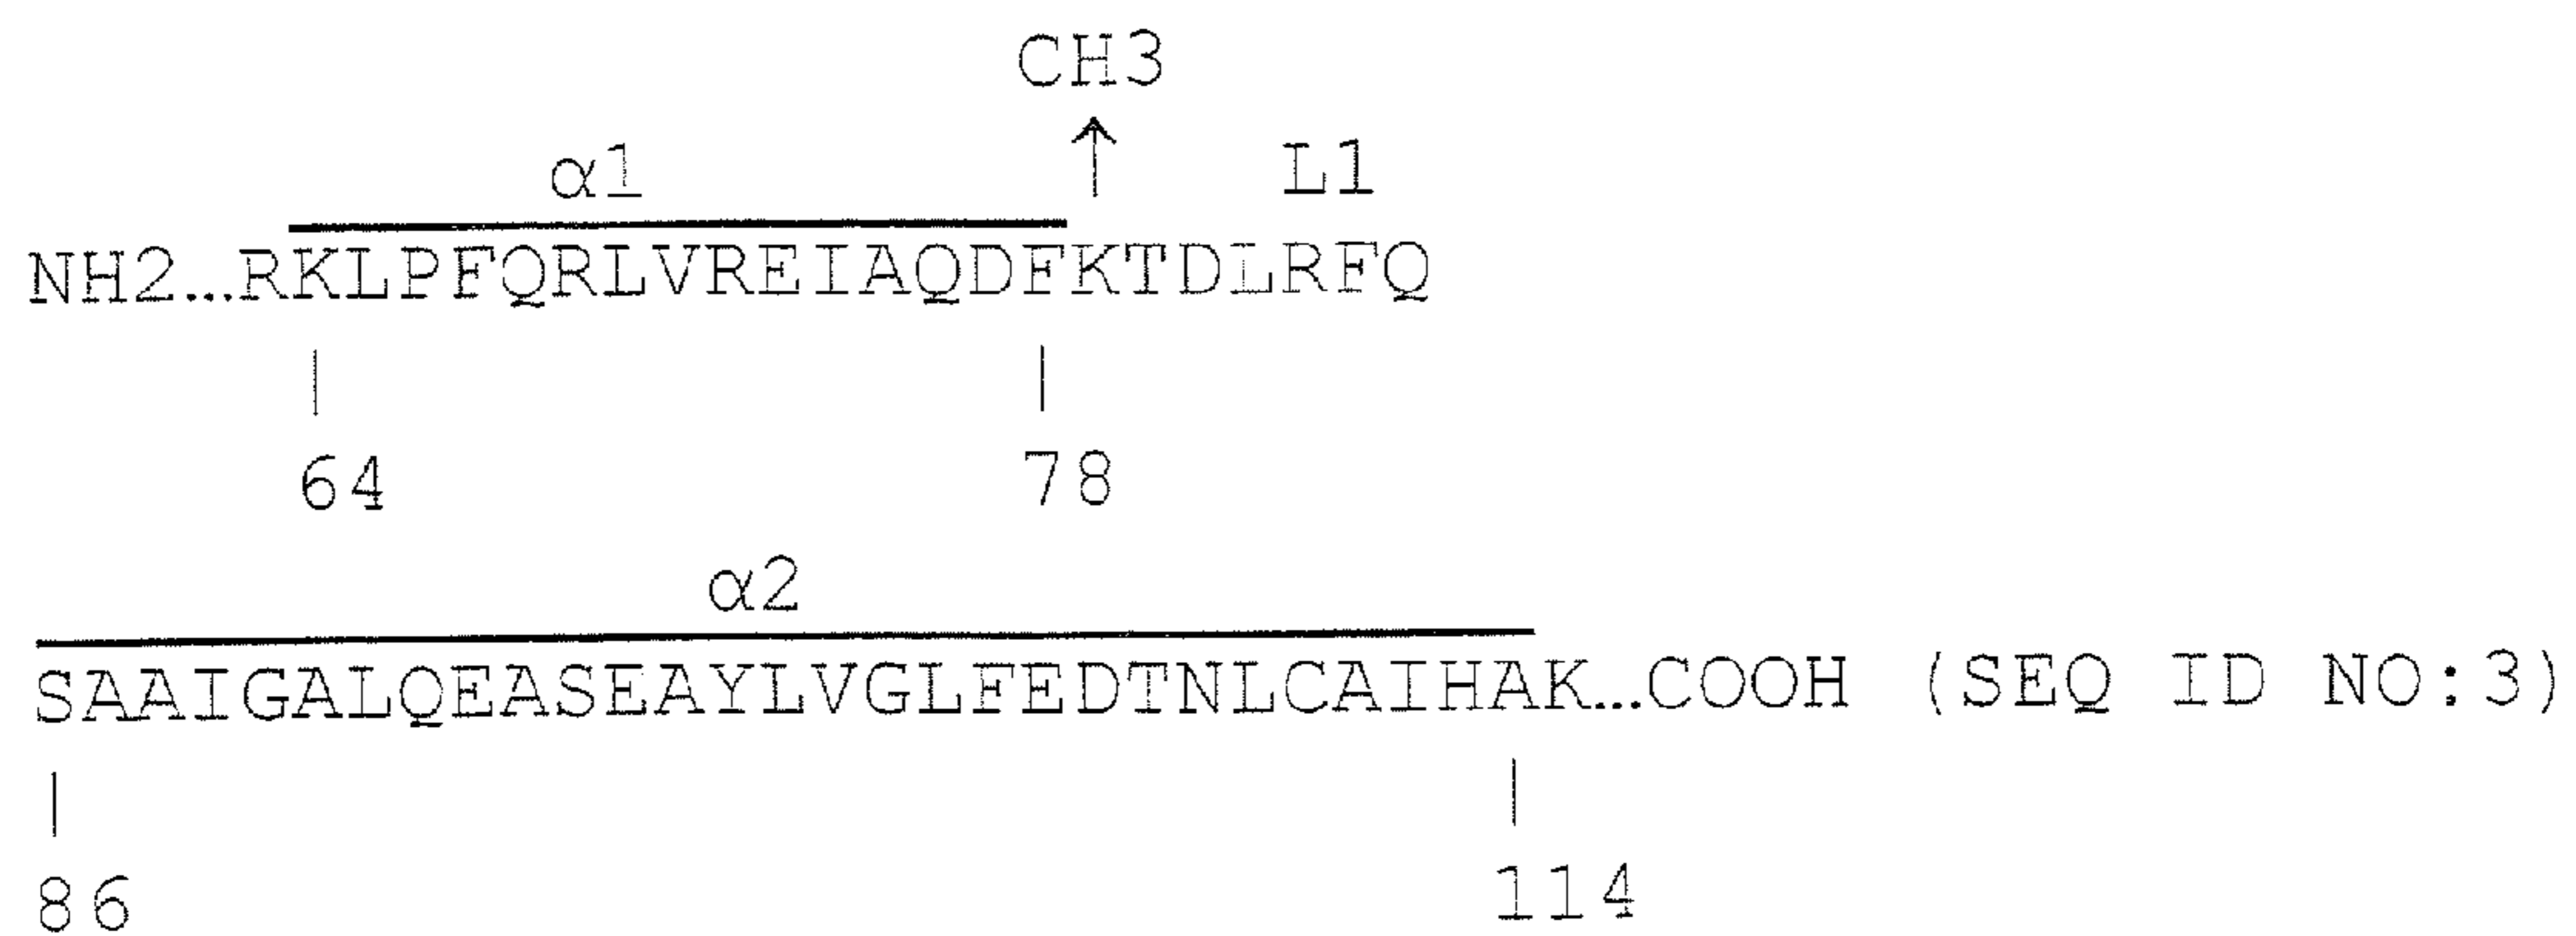 CH3
↑
α1 L1
NH2...RKLPFQRLVREIAQDFKTDLRFQ
| |
64 78
α2
SAAIGALQEASEAYLVGLFEDTNLCAIHAK...COOH (SEQ ID NO:3)
| |
86 114